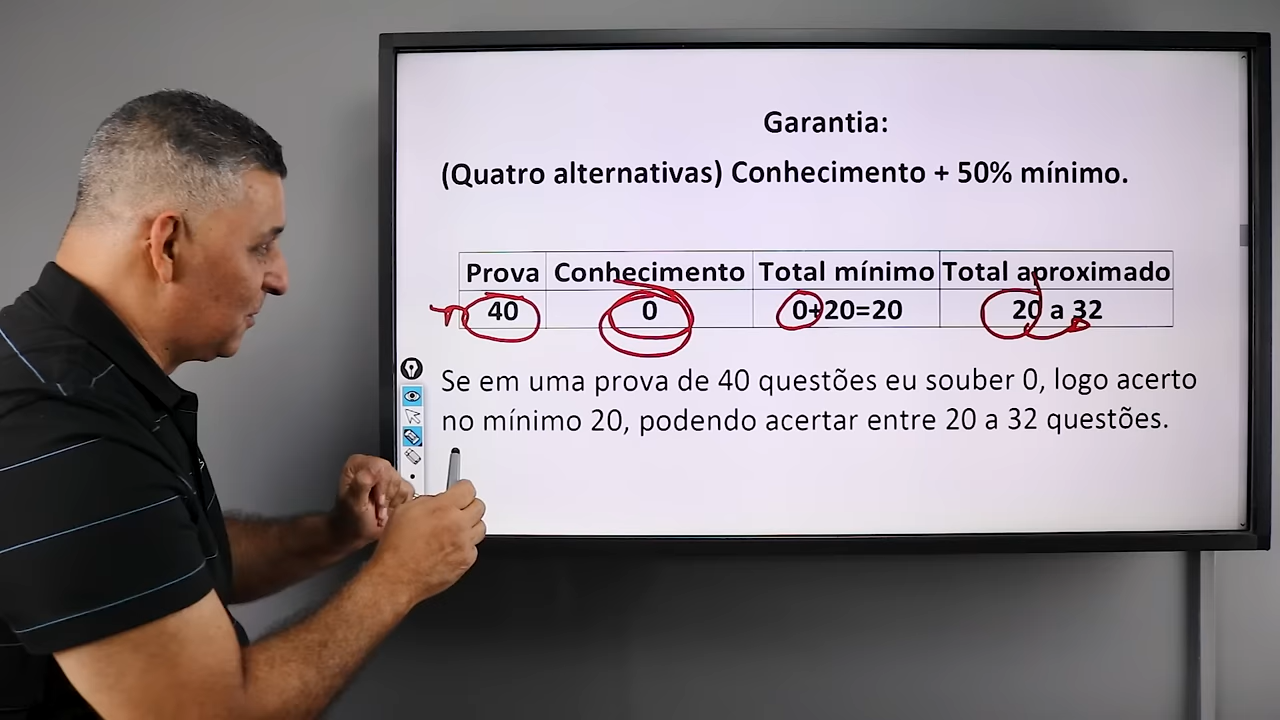 Garantia:
(Quatro alternativas) Conhecimento + 50% mínimo.
Prova Conhecimento Total mínimo Total aproximado
40 0 0+20=20 20 a 32
Se em uma prova de 40 questões eu souber 0, logo acerto
no mínimo 20, podendo acertar entre 20 a 32 questões.